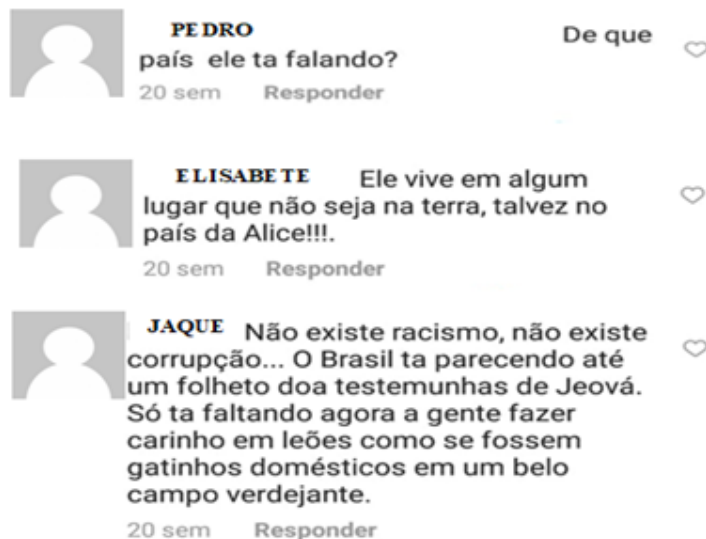 PEDRO De que
país ele ta falando?
20 sem Responder
ELISABETE Ele vive em algum
lugar que não seja na terra, talvez no
país da Alice!!!.
20 sem Responder
JAQUE Não existe racismo, não existe
corrupção... O Brasil ta parecendo até
um folheto doa testemunhas de Jeová.
Só ta faltando agora a gente fazer
carinho em leões como se fossem
gatinhos domésticos em um belo
campo verdejante.
20 sem Responder